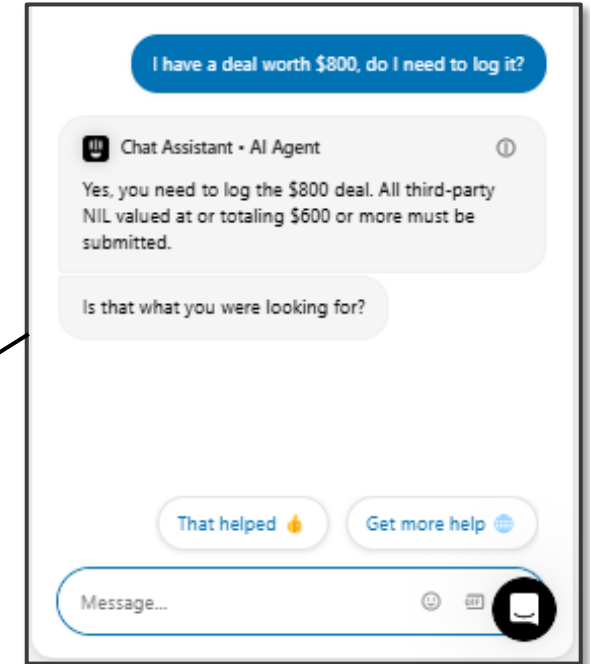 I have a deal worth $800, do I need to log it?
Chat Assistant • AI Agent
Yes, you need to log the $800 deal. All third-party
NIL valued at or totaling $600 or more must be
submitted.
Is that what you were looking for?
That helped 👍
Get more help 🌐
Message...
GIF